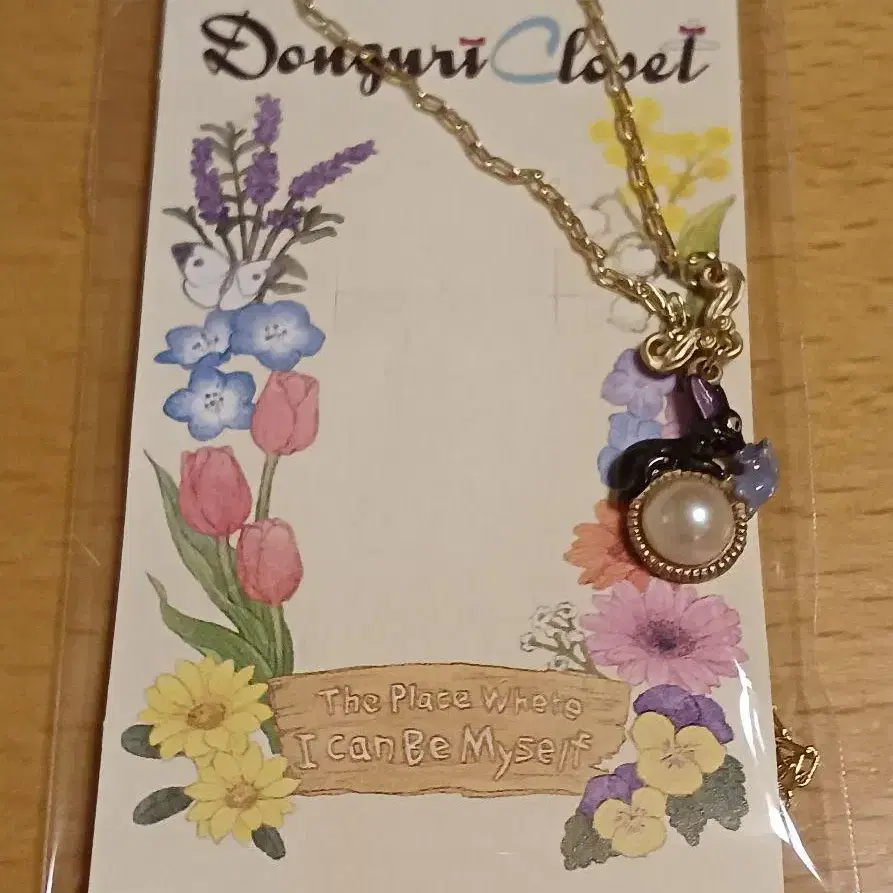 Donguri Closet
The Place Where
I can Be Myself